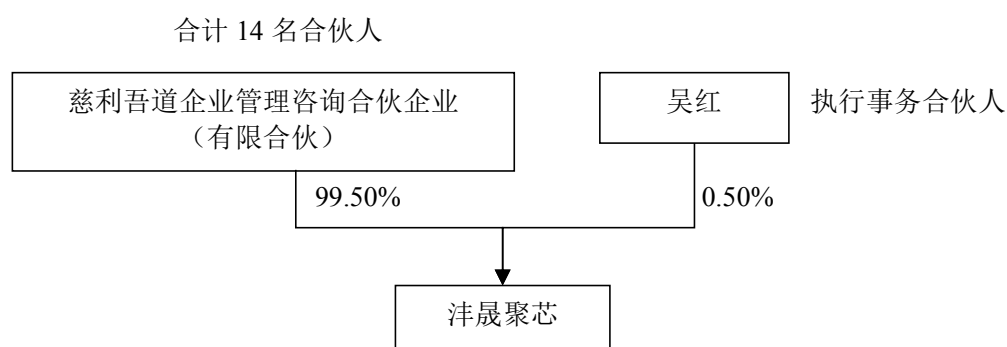 合计 14 名合伙人
慈利吾道企业管理咨询合伙企业
（有限合伙）
吴红
执行事务合伙人
99.50%
0.50%
沣晟聚芯